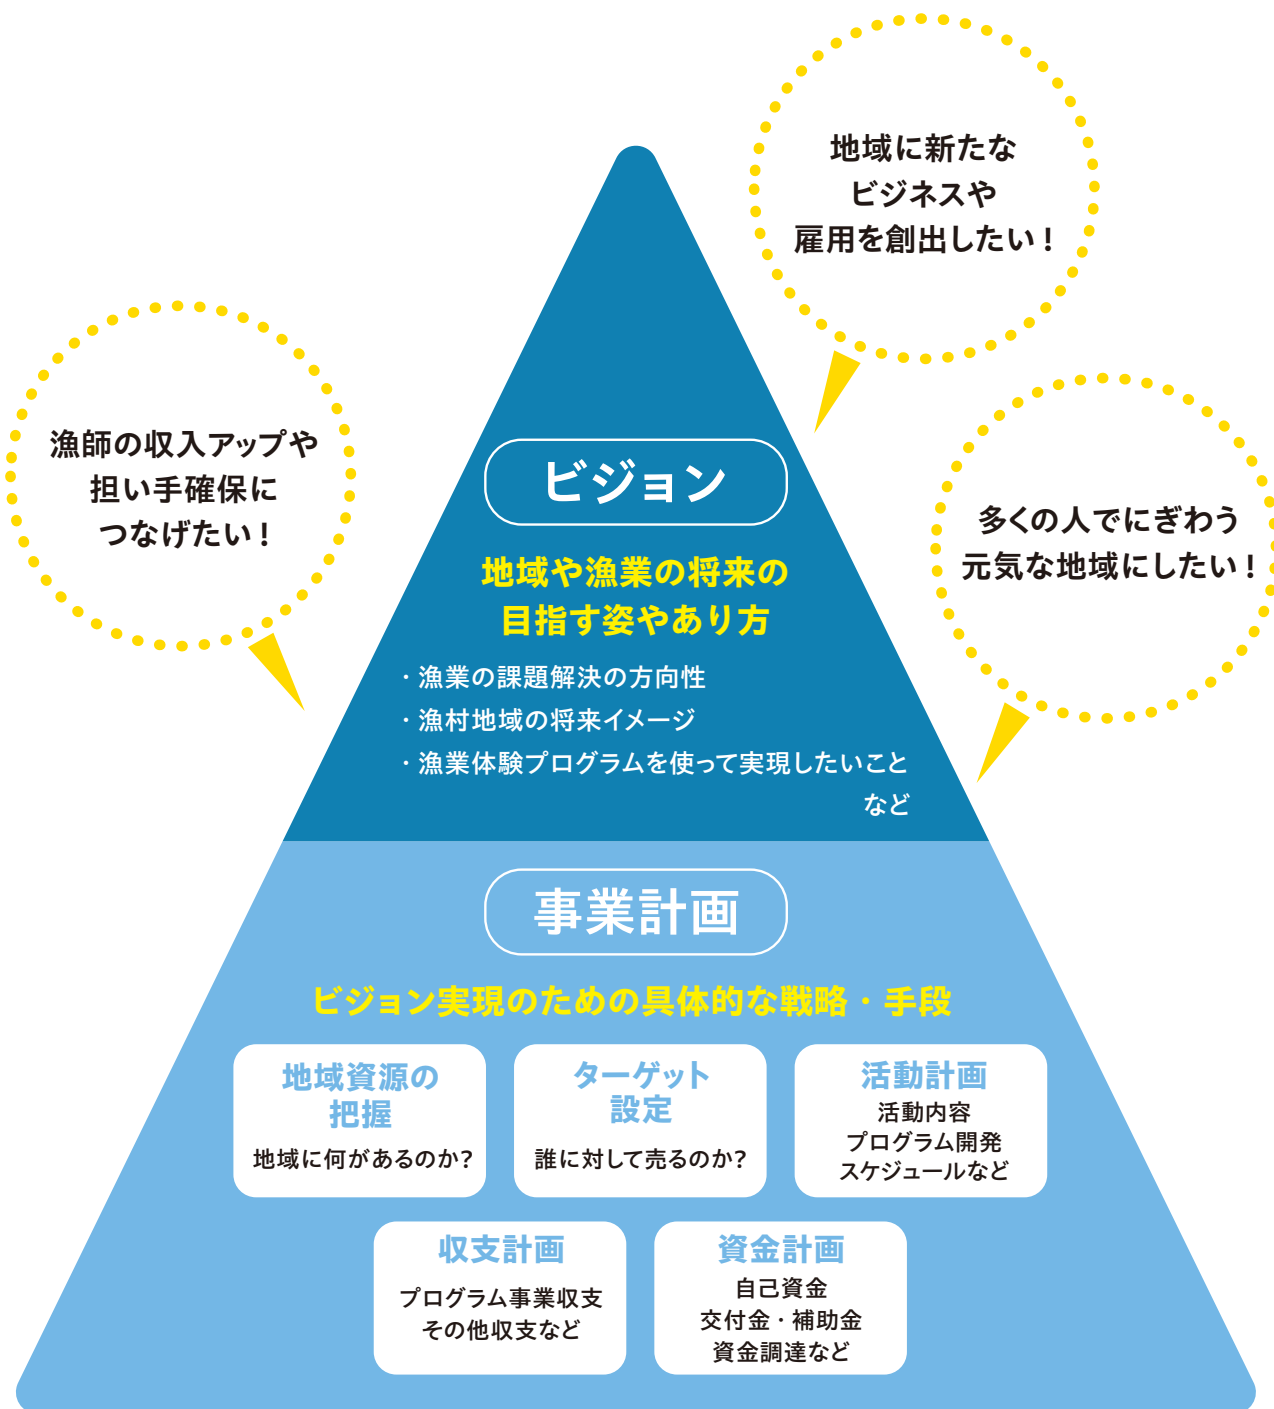 地域に新たな
ビジネスや
雇用を創出したい！
漁師の収入アップや
担い手確保に
つなげたい！
多くの人でにぎわう
元気な地域にしたい！
ビジョン
地域や漁業の将来の
目指す姿やあり方
・漁業の課題解決の方向性
・漁村地域の将来イメージ
・漁業体験プログラムを使って実現したいこと
など
事業計画
ビジョン実現のための具体的な戦略・手段
地域資源の
把握
地域に何があるのか？
ターゲット
設定
誰に対して売るのか？
活動計画
活動内容
プログラム開発
スケジュールなど
収支計画
プログラム事業収支
その他収支など
資金計画
自己資金
交付金・補助金
資金調達など